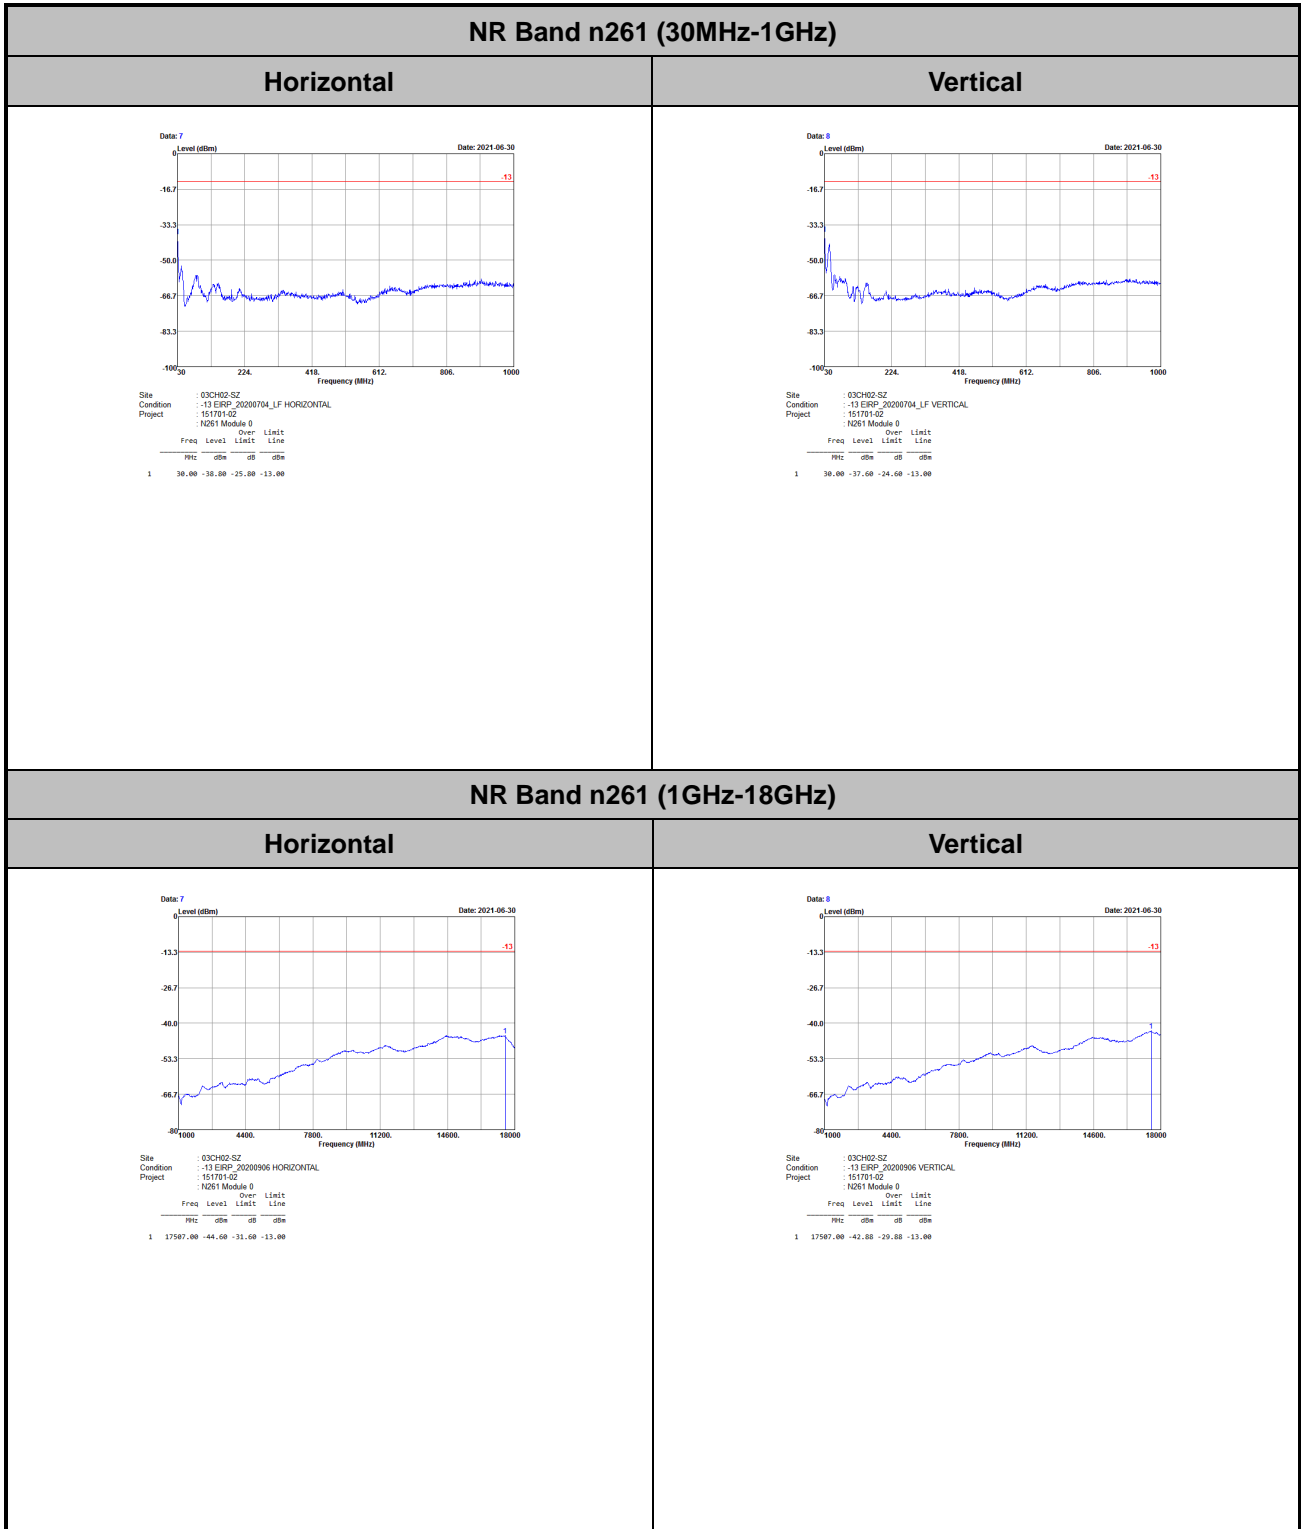 NR Band n261 (30MHz-1GHz)
Horizontal
Vertical
Data: 7
Level (dBm)
Date: 2021-06-30
0
-13
-16.7
-33.3
-50.0
-66.7
-83.3
-100
30 224. 418. 612. 806. 1000
Frequency (MHz)
Site : 03CH02-SZ
Condition : -13 EIRP_20200704_LF HORIZONTAL
Project : 151701-02
: N261 Module 0
Over Limit
Freq Level Limit Line
MHz dBm dB dBm
1 30.00 -38.80 -25.80 -13.00
Data: 8
Level (dBm)
Date: 2021-06-30
0
-13
-16.7
-33.3
-50.0
-66.7
-83.3
-100
30 224. 418. 612. 806. 1000
Frequency (MHz)
Site : 03CH02-SZ
Condition : -13 EIRP_20200704_LF VERTICAL
Project : 151701-02
: N261 Module 0
Over Limit
Freq Level Limit Line
MHz dBm dB dBm
1 30.00 -37.60 -24.60 -13.00
NR Band n261 (1GHz-18GHz)
Horizontal
Vertical
Data: 7
Level (dBm)
Date: 2021-06-30
0
-13
-13.3
-26.7
-40.0
1
-53.3
-66.7
-80
1000 4400. 7800. 11200. 14600. 18000
Frequency (MHz)
Site : 03CH02-SZ
Condition : -13 EIRP_20200906 HORIZONTAL
Project : 151701-02
: N261 Module 0
Over Limit
Freq Level Limit Line
MHz dBm dB dBm
1 17507.00 -44.60 -31.60 -13.00
Data: 8
Level (dBm)
Date: 2021-06-30
0
-13
-13.3
-26.7
-40.0
1
-53.3
-66.7
-80
1000 4400. 7800. 11200. 14600. 18000
Frequency (MHz)
Site : 03CH02-SZ
Condition : -13 EIRP_20200906 VERTICAL
Project : 151701-02
: N261 Module 0
Over Limit
Freq Level Limit Line
MHz dBm dB dBm
1 17507.00 -42.88 -29.88 -13.00